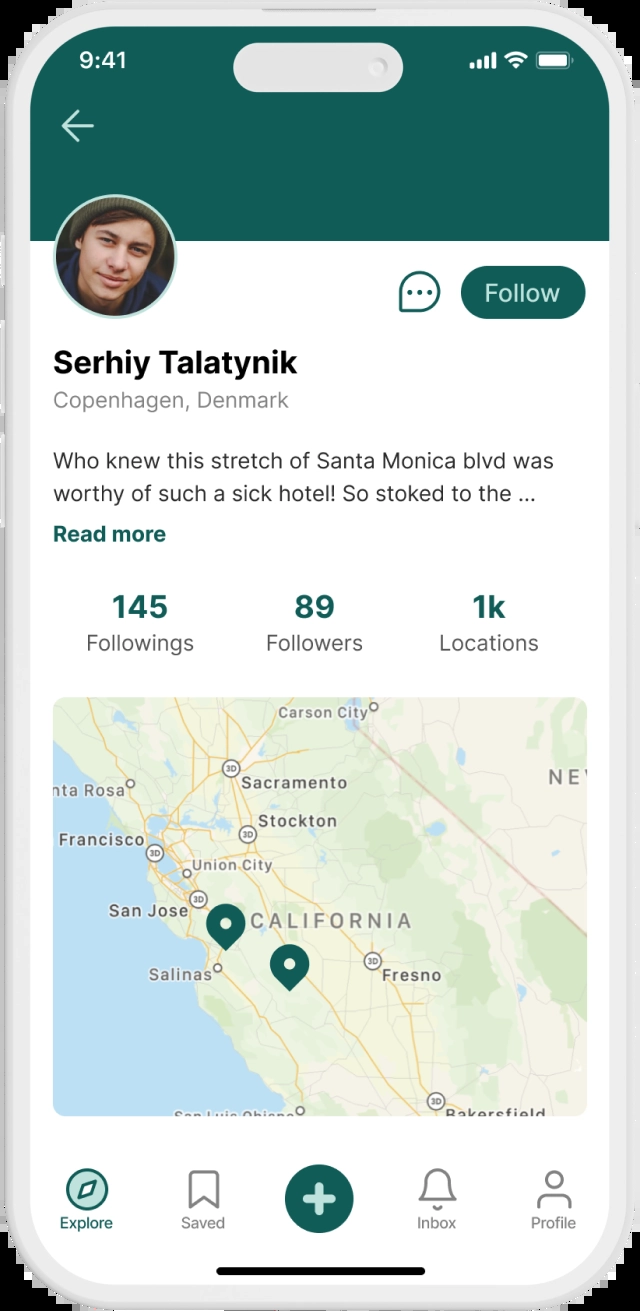 9:41
Follow
Serhiy Talatynik
Copenhagen, Denmark
Who knew this stretch of Santa Monica blvd was
worthy of such a sick hotel! So stoked to the ...
Read more
145 89 1k
Followings Followers Locations
Carson City
3D
Sacramento
NEV
nta Rosa
Stockton
3D
Francisco
3D
Union City
San Jose
3D
CALIFORNIA
Salinas
3D
Fresno
3D
San Luis Obispo
Bakersfield
Explore Saved Inbox Profile